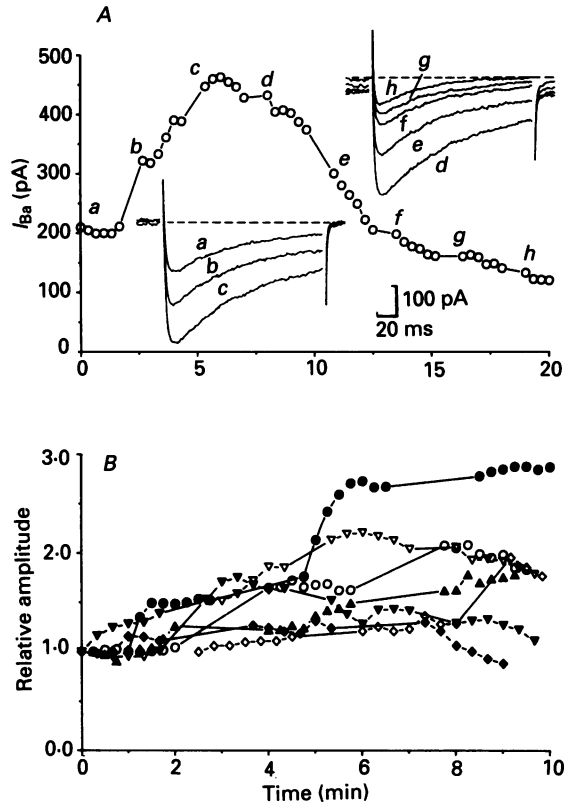 A
500
400
300
200
100
0
I_Ba (pA)
a
b
c
d
e
f
g
h
g
h
f
e
d
a
b
c
100 pA
20 ms
0
5
10
15
20
B
3·0
2·0
1·0
0·0
Relative amplitude
0
2
4
6
8
10
Time (min)